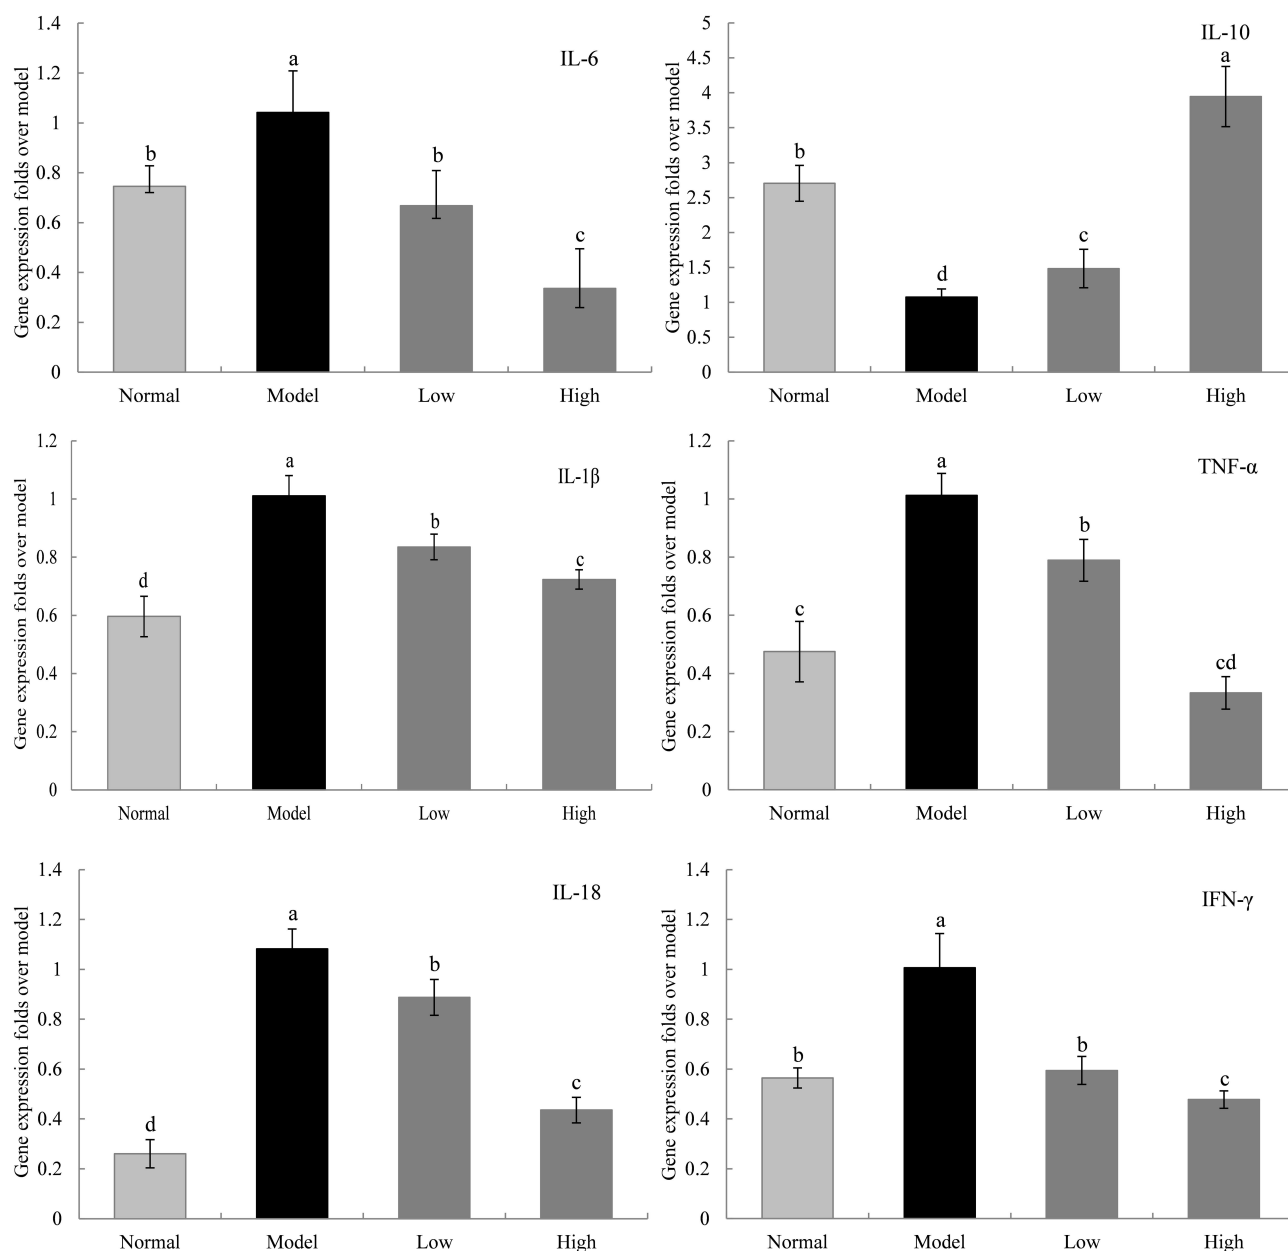 IL-6
Gene expression folds over model
1.4
1.2
1
0.8
0.6
0.4
0.2
0
b
a
b
c
Normal Model Low High
IL-10
Gene expression folds over model
5
4.5
4
3.5
3
2.5
2
1.5
1
0.5
0
b
d
c
a
Normal Model Low High
IL-1β
Gene expression folds over model
1.2
1
0.8
0.6
0.4
0.2
0
d
a
b
c
Normal Model Low High
TNF-α
Gene expression folds over model
1.2
1
0.8
0.6
0.4
0.2
0
c
a
b
cd
Normal Model Low High
IL-18
Gene expression folds over model
1.4
1.2
1
0.8
0.6
0.4
0.2
0
d
a
b
c
Normal Model Low High
IFN-γ
Gene expression folds over model
1.4
1.2
1
0.8
0.6
0.4
0.2
0
b
a
b
c
Normal Model Low High